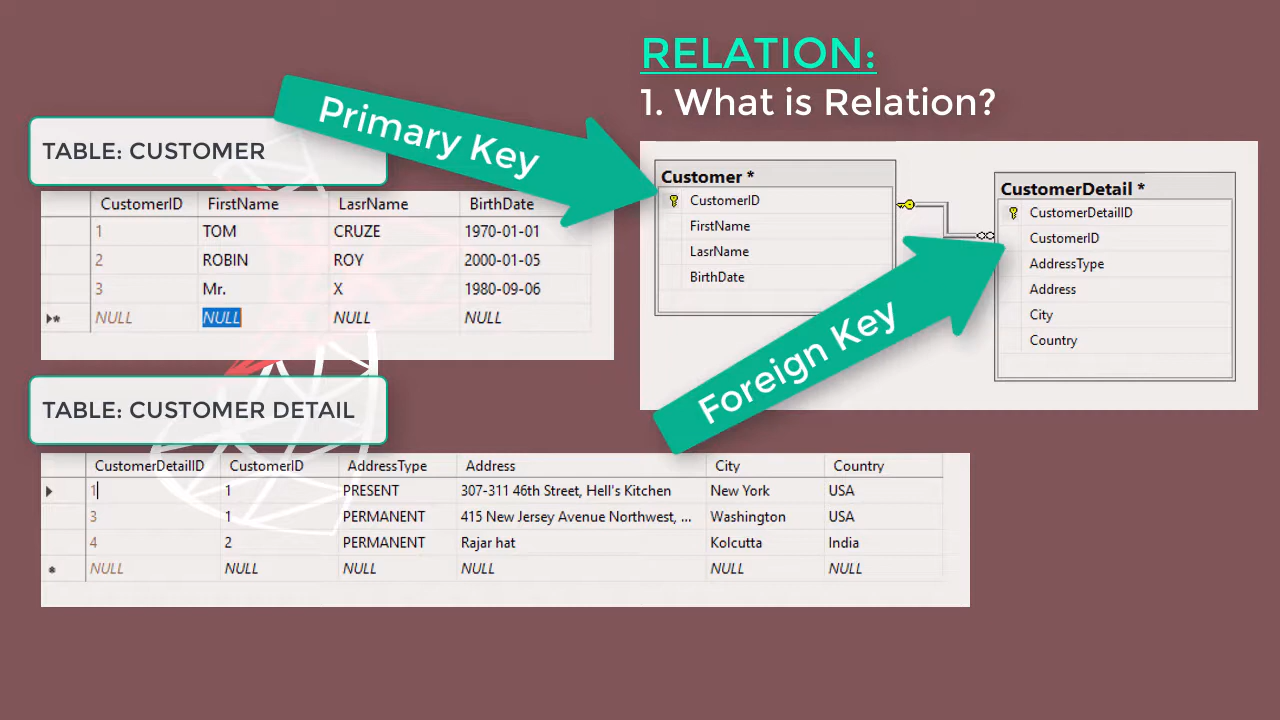 RELATION:
1. What is Relation?
Primary Key
TABLE: CUSTOMER
CustomerID FirstName LasrName BirthDate
1 TOM CRUZE 1970-01-01
2 ROBIN ROY 2000-01-05
3 Mr. X 1980-09-06
NULL NULL NULL NULL
Customer *
CustomerID
FirstName
LasrName
BirthDate
CustomerDetail *
CustomerDetailID
CustomerID
AddressType
Address
City
Country
Foreign Key
TABLE: CUSTOMER DETAIL
CustomerDetailID CustomerID AddressType Address City Country
1 1 PRESENT 307-311 46th Street, Hell's Kitchen New York USA
3 1 PERMANENT 415 New Jersey Avenue Northwest, ... Washington USA
4 2 PERMANENT Rajar hat Kolcutta India
NULL NULL NULL NULL NULL NULL